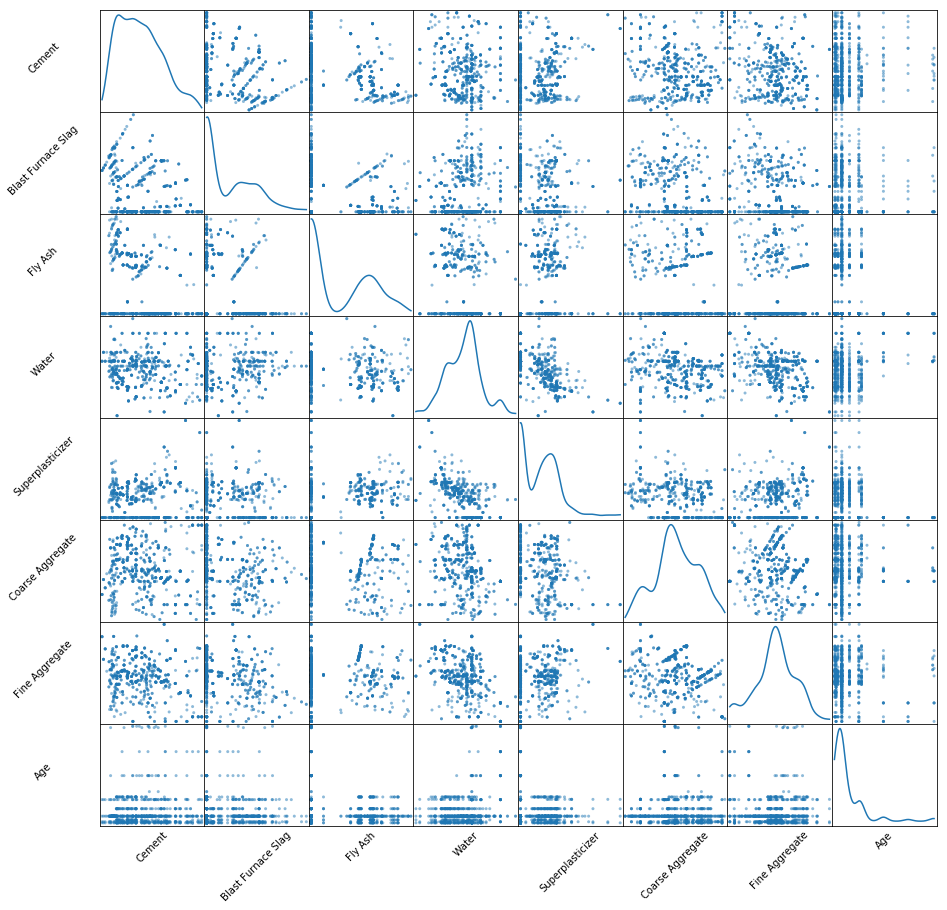 Cement
Blast Furnace Slag
Fly Ash
Water
Superplasticizer
Coarse Aggregate
Fine Aggregate
Age
Cement
Blast Furnace Slag
Fly Ash
Water
Superplasticizer
Coarse Aggregate
Fine Aggregate
Age